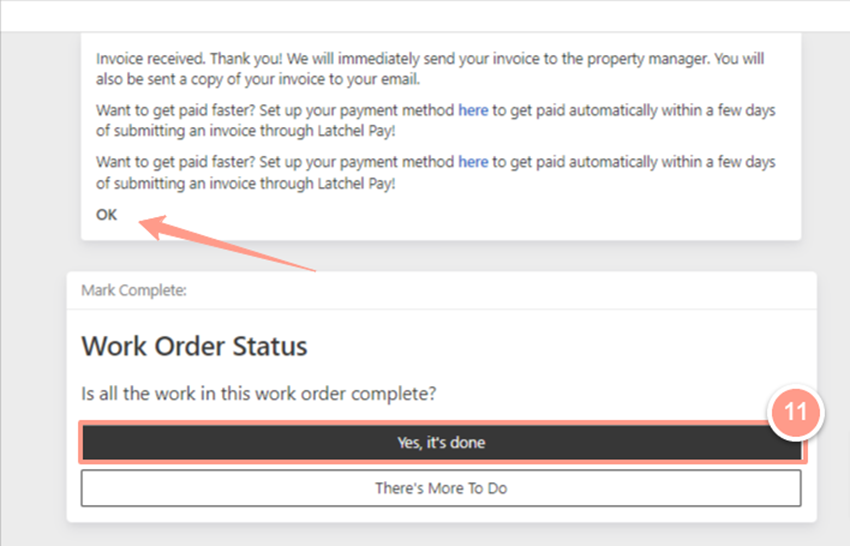 Invoice received. Thank you! We will immediately send your invoice to the property manager. You will
also be sent a copy of your invoice to your email.
Want to get paid faster? Set up your payment method here to get paid automatically within a few days
of submitting an invoice through Latchel Pay!
Want to get paid faster? Set up your payment method here to get paid automatically within a few days
of submitting an invoice through Latchel Pay!
OK
Mark Complete:
Work Order Status
Is all the work in this work order complete?
11
Yes, it's done
There's More To Do